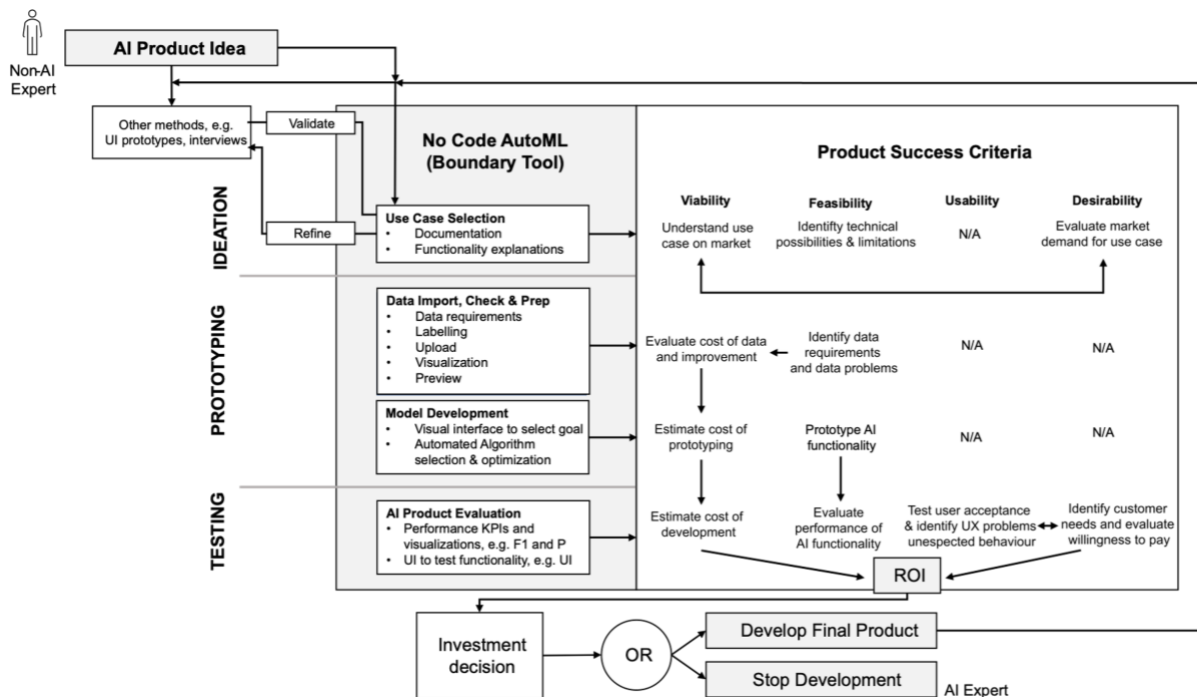 AI Product Idea
Non-AI
Expert
Other methods, e.g.
UI prototypes, interviews
Validate
Refine
No Code AutoML
(Boundary Tool)
Product Success Criteria
IDEATION
Use Case Selection
• Documentation
• Functionality explanations
Viability
Understand use
case on market
Feasibility
Identifty technical
possibilities & limitations
Usability
N/A
Desirability
Evaluate market
demand for use case
PROTOTYPING
Data Import, Check & Prep
• Data requirements
• Labelling
• Upload
• Visualization
• Preview
Evaluate cost of data
and improvement
Identify data
requirements
and data problems
N/A
N/A
Model Development
• Visual interface to select goal
• Automated Algorithm
selection & optimization
Estimate cost of
prototyping
Prototype AI
functionality
N/A
N/A
TESTING
AI Product Evaluation
• Performance KPIs and
visualizations, e.g. F1 and P
• UI to test functionality, e.g. UI
Estimate cost of
development
Evaluate
performance of
AI functionality
Test user acceptance
& identify UX problems
unexpected behaviour
Identify customer
needs and evaluate
willingness to pay
ROI
Investment
decision
OR
Develop Final Product
Stop Development
AI Expert